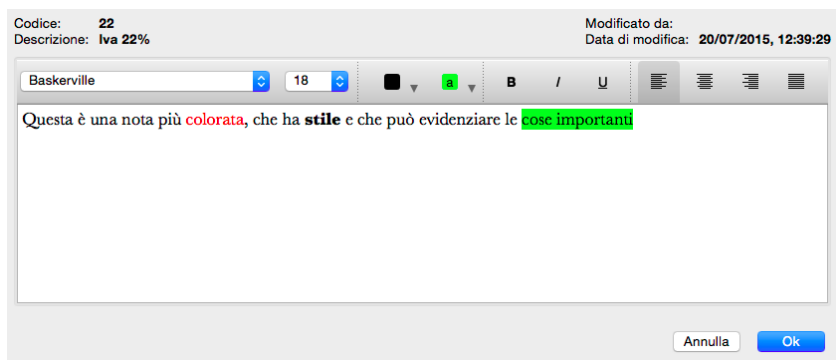 Codice: 22 Modificato da:
Descrizione: Iva 22% Data di modifica: 20/07/2015, 12:39:29
Baskerville 18 a B I U
Questa è una nota più colorata, che ha stile e che può evidenziare le cose importanti
Annulla Ok